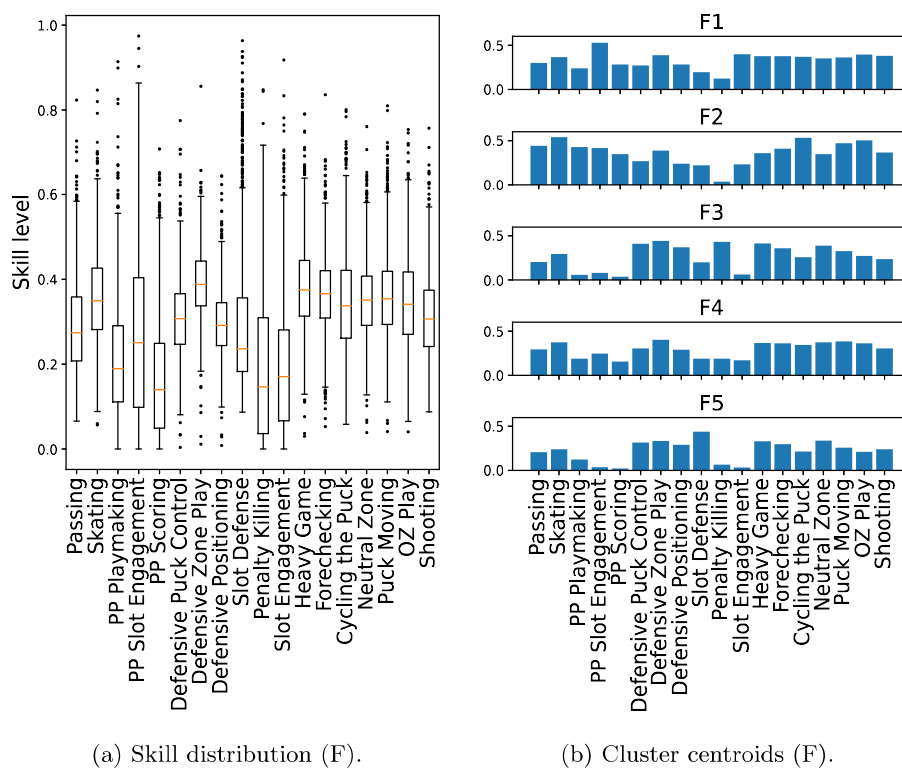 1.0
0.8
0.6
0.4
0.2
0.0
Skill level
Passing
Skating
PP Playmaking
PP Slot Engagement
PP Scoring
Defensive Puck Control
Defensive Zone Play
Defensive Positioning
Slot Defense
Penalty Killing
Slot Engagement
Heavy Game
Forechecking
Cycling the Puck
Neutral Zone
Puck Moving
OZ Play
Shooting
(a) Skill distribution (F).
F1
0.5
0.0
F2
0.5
0.0
F3
0.5
0.0
F4
0.5
0.0
F5
0.5
0.0
Passing
Skating
PP Playmaking
PP Slot Engagement
PP Scoring
Defensive Puck Control
Defensive Zone Play
Defensive Positioning
Slot Defense
Penalty Killing
Slot Engagement
Heavy Game
Forechecking
Cycling the Puck
Neutral Zone
Puck Moving
OZ Play
Shooting
(b) Cluster centroids (F).